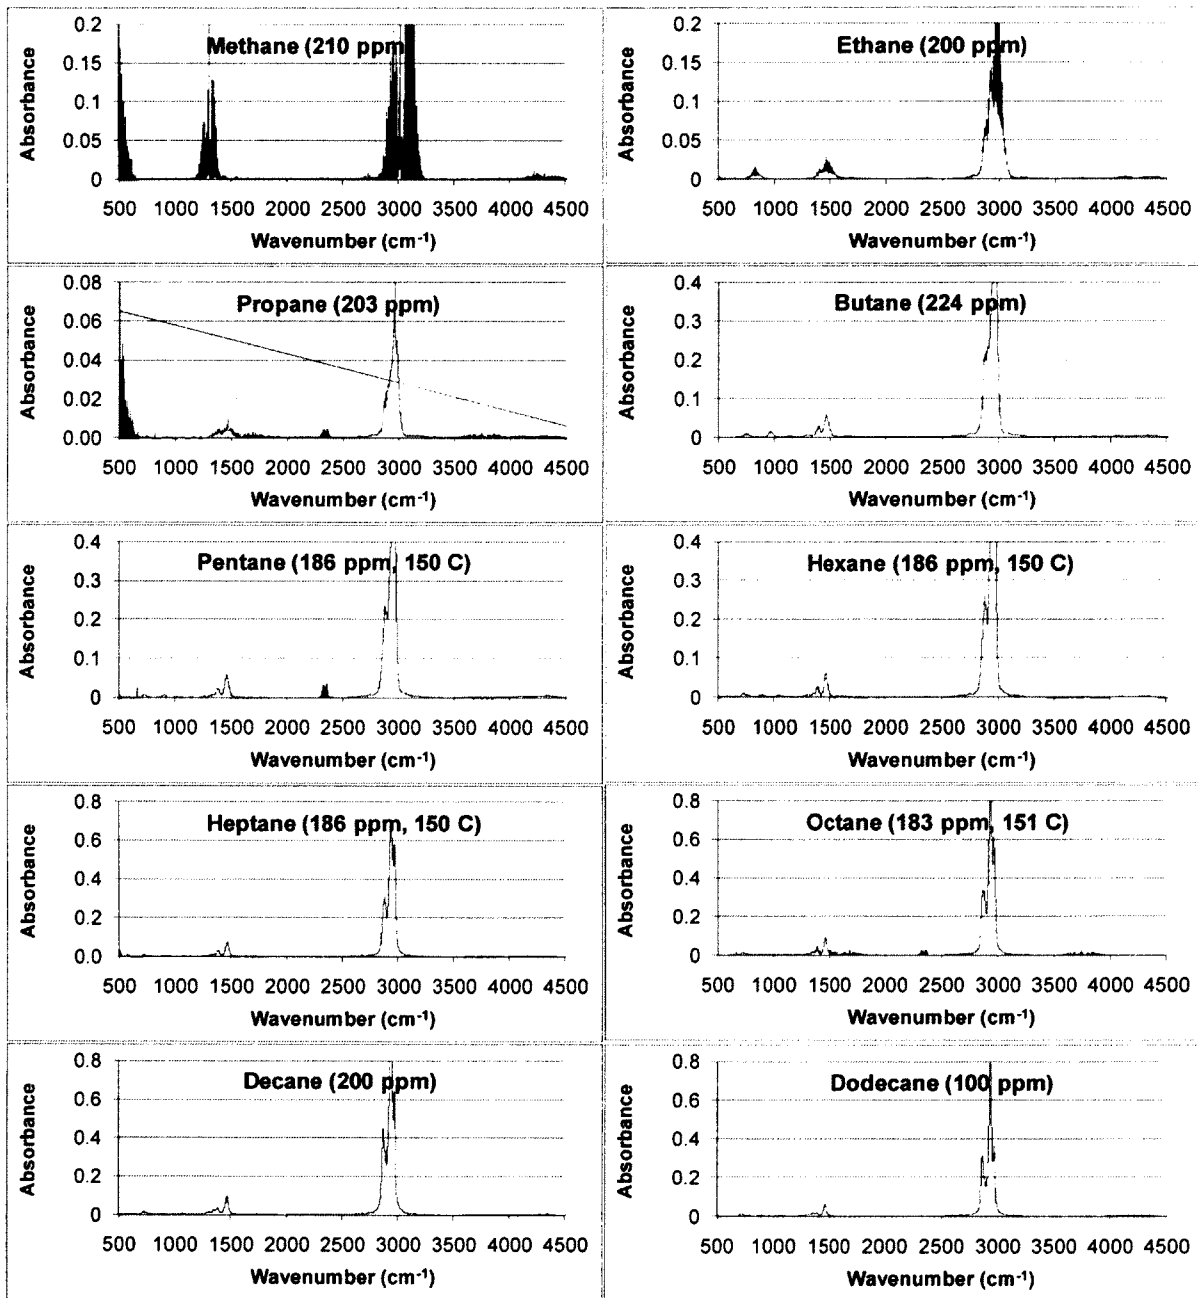 Methane (210 ppm)
Absorbance
0.2
0.15
0.1
0.05
0
500 1000 1500 2000 2500 3000 3500 4000 4500
Wavenumber (cm-1)
Ethane (200 ppm)
Absorbance
0.2
0.15
0.1
0.05
0
500 1000 1500 2000 2500 3000 3500 4000 4500
Wavenumber (cm-1)
Propane (203 ppm)
Absorbance
0.08
0.06
0.04
0.02
0.00
500 1000 1500 2000 2500 3000 3500 4000 4500
Wavenumber (cm-1)
Butane (224 ppm)
Absorbance
0.4
0.3
0.2
0.1
0
500 1000 1500 2000 2500 3000 3500 4000 4500
Wavenumber (cm-1)
Pentane (186 ppm, 150 C)
Absorbance
0.4
0.3
0.2
0.1
0
500 1000 1500 2000 2500 3000 3500 4000 4500
Wavenumber (cm-1)
Hexane (186 ppm, 150 C)
Absorbance
0.4
0.3
0.2
0.1
0
500 1000 1500 2000 2500 3000 3500 4000 4500
Wavenumber (cm-1)
Heptane (186 ppm, 150 C)
Absorbance
0.8
0.6
0.4
0.2
0.0
500 1000 1500 2000 2500 3000 3500 4000 4500
Wavenumber (cm-1)
Octane (183 ppm, 151 C)
Absorbance
0.8
0.6
0.4
0.2
0
500 1000 1500 2000 2500 3000 3500 4000 4500
Wavenumber (cm-1)
Decane (200 ppm)
Absorbance
0.8
0.6
0.4
0.2
0
500 1000 1500 2000 2500 3000 3500 4000 4500
Wavenumber (cm-1)
Dodecane (100 ppm)
Absorbance
0.8
0.6
0.4
0.2
0
500 1000 1500 2000 2500 3000 3500 4000 4500
Wavenumber (cm-1)